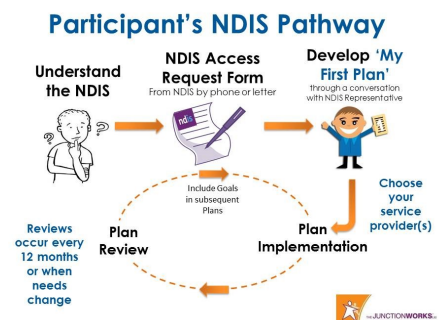 Participant's NDIS Pathway
Understand
the NDIS
NDIS Access
Request Form
From NDIS by phone or letter
Develop 'My
First Plan'
through a conversation
with NDIS Representative
ndis
Include Goals
in subsequent
Plans
Choose
your
service
provider(s)
Reviews
occur every
12 months
or when
needs
change
Plan
Review
Plan
Implementation
THE JUNCTIONWORKS